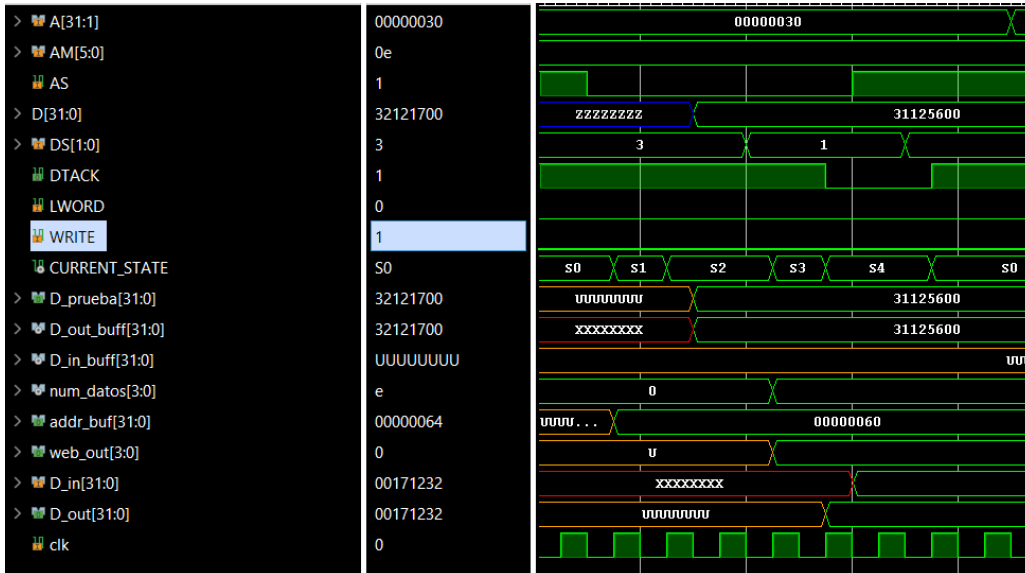 A[31:1] 00000030 00000030
AM[5:0] 0e
AS 1
D[31:0] 32121700 ZZZZZZZZ 31125600
DS[1:0] 3 3 1
DTACK 1
LWORD 0
WRITE 1
CURRENT_STATE S0 S0 S1 S2 S3 S4 S0
D_prueba[31:0] 32121700 UUUUUUUU 31125600
D_out_buff[31:0] 32121700 XXXXXXXX 31125600
D_in_buff[31:0] UUUUUUUU UU
num_datos[3:0] e 0
addr_buf[31:0] 00000064 UUUU... 00000060
web_out[3:0] 0 U
D_in[31:0] 00171232 XXXXXXXX
D_out[31:0] 00171232 UUUUUUUU
clk 0